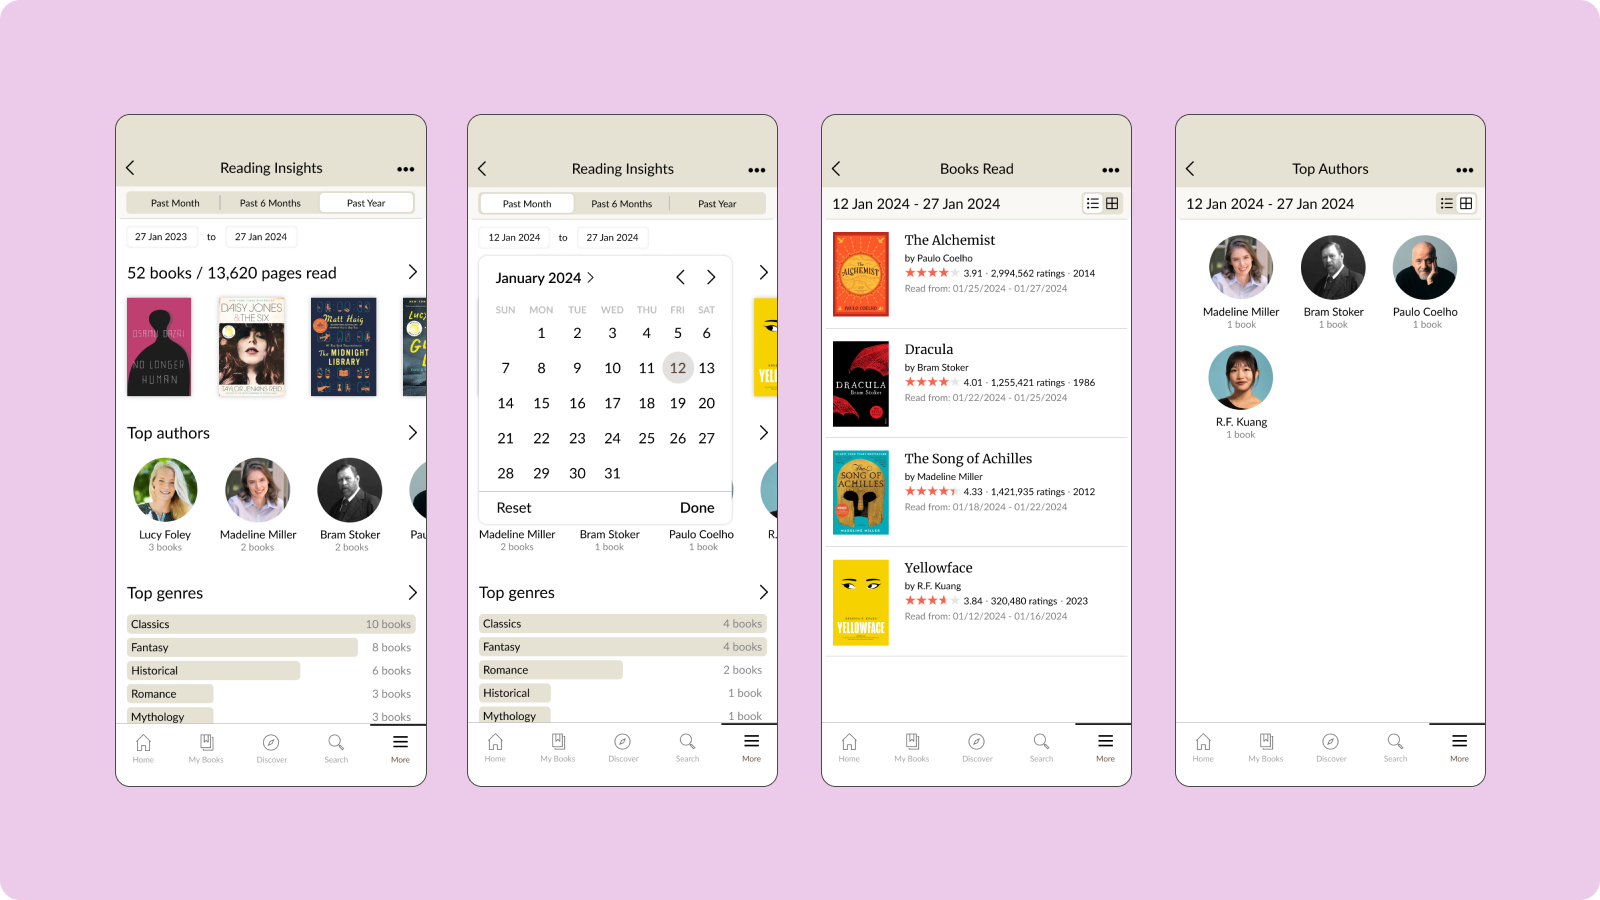 Reading Insights
Past Month
Past 6 Months
Past Year
27 Jan 2023
to
27 Jan 2024
52 books / 13,620 pages read
OSAMU DAZAI
NO LONGER
HUMAN
DAISY JONES
& THE SIX
TAYLOR JENKINS REID
Matt Haig
The MIDNIGHT
LIBRARY
Top authors
Lucy Foley
3 books
Madeline Miller
2 books
Bram Stoker
2 books
Pau
Top genres
Classics
10 books
Fantasy
8 books
Historical
6 books
Romance
3 books
Mythology
3 books
Home
My Books
Discover
Search
More
Reading Insights
Past Month
Past 6 Months
Past Year
12 Jan 2024
to
27 Jan 2024
January 2024
SUN MON TUE WED THU FRI SAT
1 2 3 4 5 6
7 8 9 10 11 12 13
14 15 16 17 18 19 20
21 22 23 24 25 26 27
28 29 30 31
Reset
Done
YEL
Madeline Miller
2 books
Bram Stoker
1 book
Paulo Coelho
1 book
R.
Top genres
Classics
4 books
Fantasy
4 books
Romance
2 books
Historical
1 book
Mythology
1 book
Home
My Books
Discover
Search
More
Books Read
12 Jan 2024 - 27 Jan 2024
The
ALCHEMIST
PAULO COELHO
The Alchemist
by Paulo Coelho
3.91 · 2,994,562 ratings · 2014
Read from: 01/25/2024 - 01/27/2024
DRACULA
Bram Stoker
Dracula
by Bram Stoker
4.01 · 1,255,421 ratings · 1986
Read from: 01/22/2024 - 01/25/2024
The
SONG OF
ACHILLES
MADELINE MILLER
The Song of Achilles
by Madeline Miller
4.33 · 1,421,935 ratings · 2012
Read from: 01/18/2024 - 01/22/2024
YELLOWFACE
Yellowface
by R.F. Kuang
3.84 · 320,480 ratings · 2023
Read from: 01/12/2024 - 01/16/2024
Home
My Books
Discover
Search
More
Top Authors
12 Jan 2024 - 27 Jan 2024
Madeline Miller
1 book
Bram Stoker
1 book
Paulo Coelho
1 book
R.F. Kuang
1 book
Home
My Books
Discover
Search
More